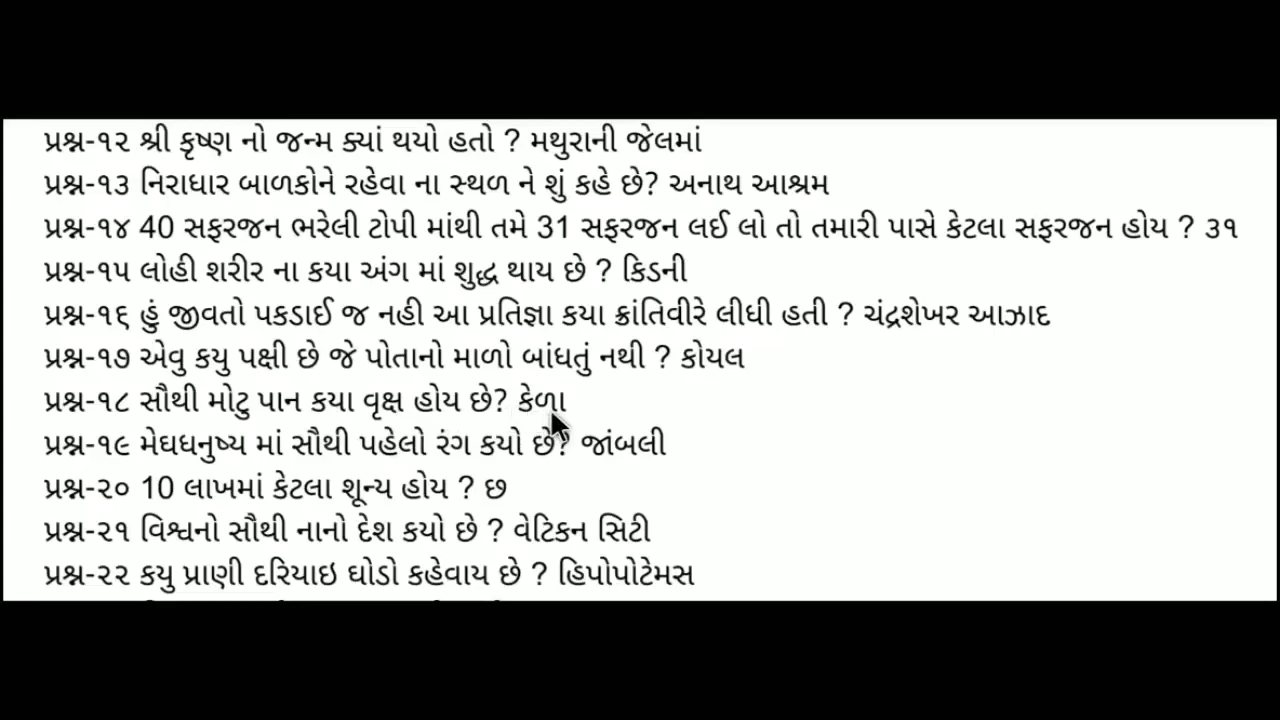 પ્રશ્ન-૧૨ શ્રી કૃષ્ણ નો જન્મ ક્યાં થયો હતો ? મથુરાની જેલમાં
પ્રશ્ન-૧૩ નિરાધાર બાળકોને રહેવા ના સ્થળ ને શું કહે છે? અનાથ આશ્રમ
પ્રશ્ન-૧૪ 40 સફરજન ભરેલી ટોપી માંથી તમે 31 સફરજન લઈ લો તો તમારી પાસે કેટલા સફરજન હોય ? ૩૧
પ્રશ્ન-૧૫ લોહી શરીર ના કયા અંગ માં શુદ્ધ થાય છે ? કિડની
પ્રશ્ન-૧૬ હું જીવતો પકડાઈ જ નહી આ પ્રતિજ્ઞા કયા ક્રાંતિવીરે લીધી હતી ? ચંદ્રશેખર આઝાદ
પ્રશ્ન-૧૭ એવુ કયુ પક્ષી છે જે પોતાનો માળો બાંધતું નથી ? કોયલ
પ્રશ્ન-૧૮ સૌથી મોટુ પાન કયા વૃક્ષ હોય છે? કેળા
પ્રશ્ન-૧૯ મેઘધનુષ્ય માં સૌથી પહેલો રંગ કયો છે? જાંબલી
પ્રશ્ન-૨૦ 10 લાખમાં કેટલા શૂન્ય હોય ? છ
પ્રશ્ન-૨૧ વિશ્વનો સૌથી નાનો દેશ કયો છે ? વેટિકન સિટી
પ્રશ્ન-૨૨ કયુ પ્રાણી દરિયાઇ ઘોડો કહેવાય છે ? હિપોપોટેમસ